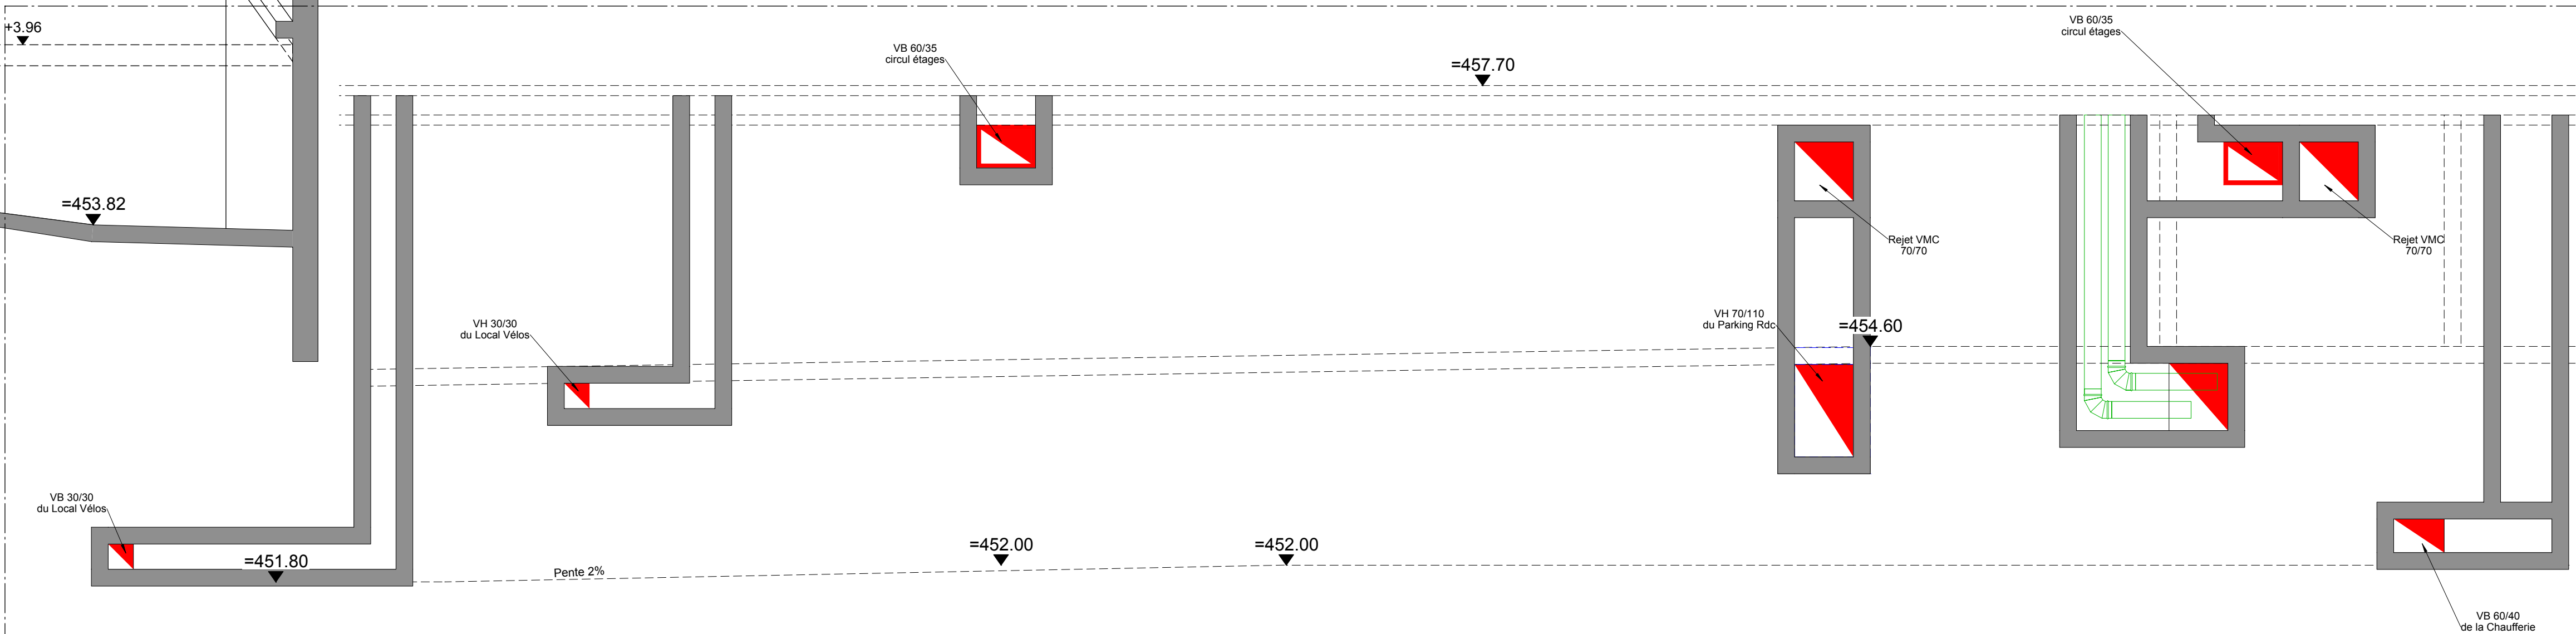 +3.96
VB 60/35
circul étages
=457.70
VB 60/35
circul étages
=453.82
Rejet VMC
70/70
Rejet VMC
70/70
VH 30/30
du Local Vélos
VH 70/110
du Parking Rdc
=454.60
VB 30/30
du Local Vélos
=451.80
Pente 2%
=452.00
=452.00
VB 60/40
de la Chaufferie